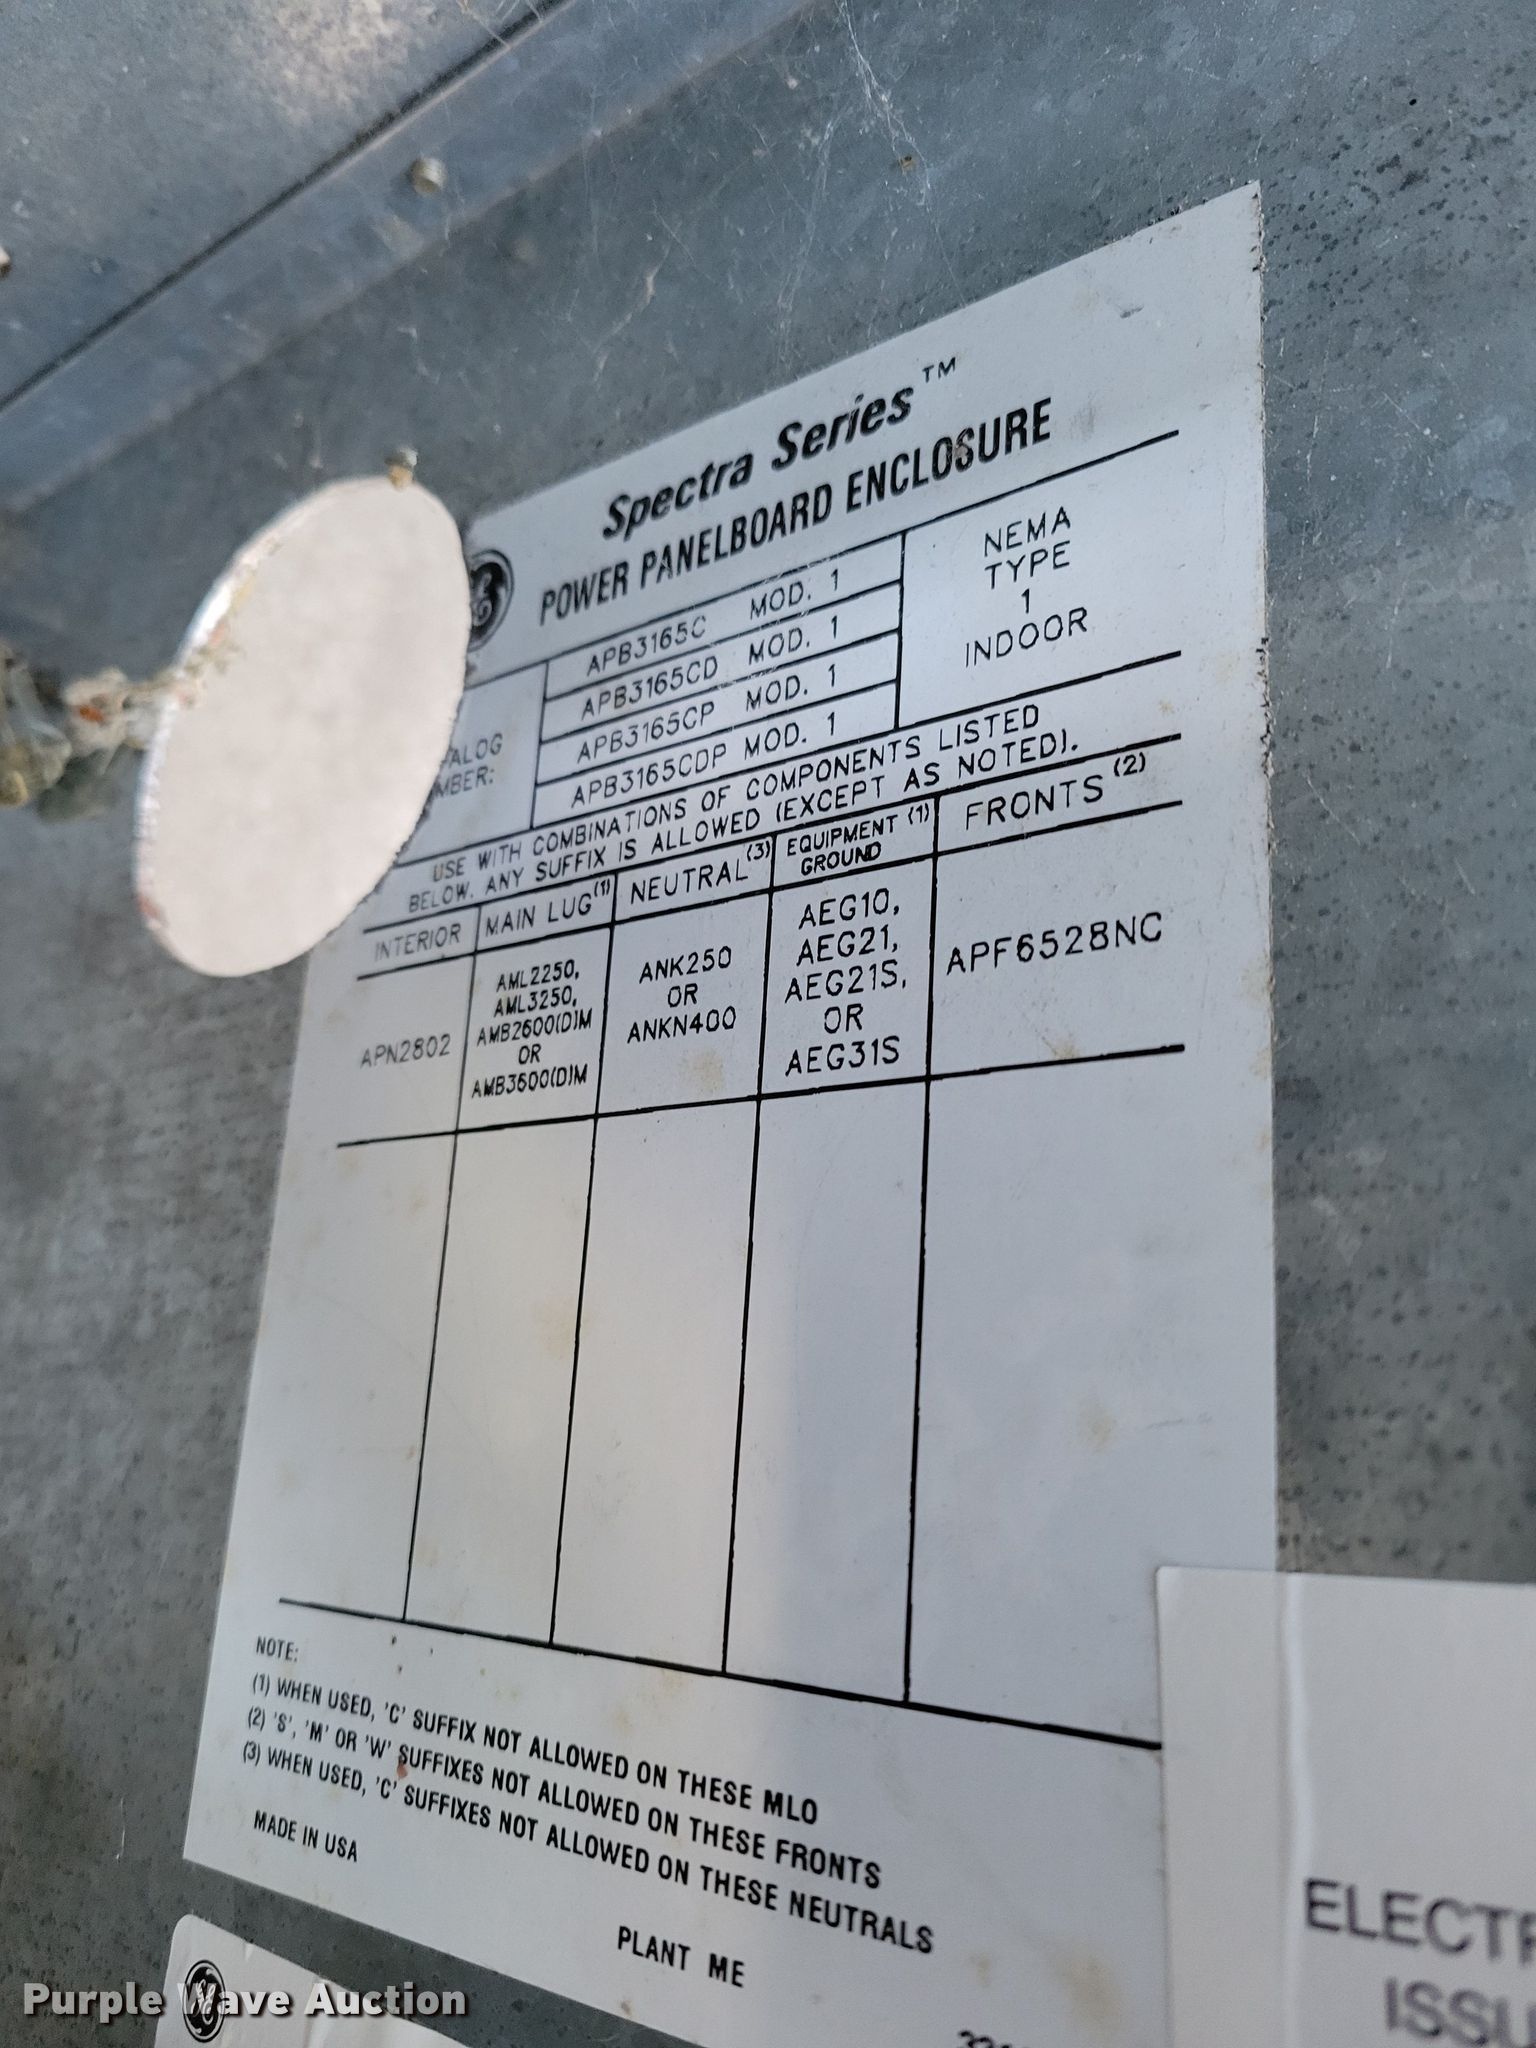 Spectra Series™
POWER PANELBOARD ENCLOSURE
APB3165C MOD. 1
APB3165CD MOD. 1
APB3165CP MOD. 1
APB3165CDP MOD. 1
NEMA
TYPE
1
INDOOR
ALOG
MBER:
USE WITH COMBINATIONS OF COMPONENTS LISTED
BELOW. ANY SUFFIX IS ALLOWED (EXCEPT AS NOTED).
INTERIOR
MAIN LUG(1)
NEUTRAL(3)
EQUIPMENT (1)
GROUND
FRONTS (2)
APN2802
AML2250,
AML3250,
AMB2600(D)M
OR
AMB3600(D)M
ANK250
OR
ANKN400
AEG10,
AEG21,
AEG21S,
OR
AEG31S
APF6528NC
NOTE:
(1) WHEN USED, 'C' SUFFIX NOT ALLOWED ON THESE MLO
(2) 'S', 'M' OR 'W' SUFFIXES NOT ALLOWED ON THESE FRONTS
(3) WHEN USED, 'C' SUFFIXES NOT ALLOWED ON THESE NEUTRALS
MADE IN USA
PLANT ME
ELECTR
ISSU
Purple Wave Auction